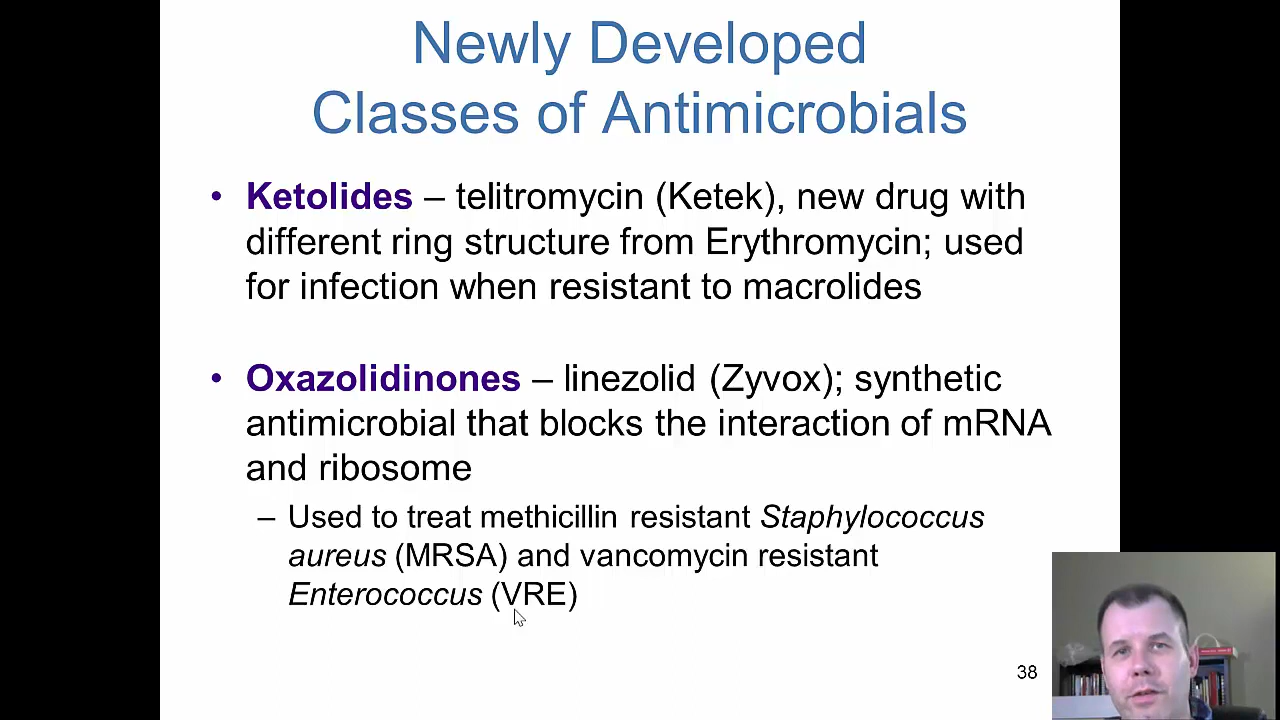 Newly Developed
Classes of Antimicrobials
• Ketolides – telitromycin (Ketek), new drug with
different ring structure from Erythromycin; used
for infection when resistant to macrolides
• Oxazolidinones – linezolid (Zyvox); synthetic
antimicrobial that blocks the interaction of mRNA
and ribosome
– Used to treat methicillin resistant Staphylococcus
aureus (MRSA) and vancomycin resistant
Enterococcus (VRE)
38